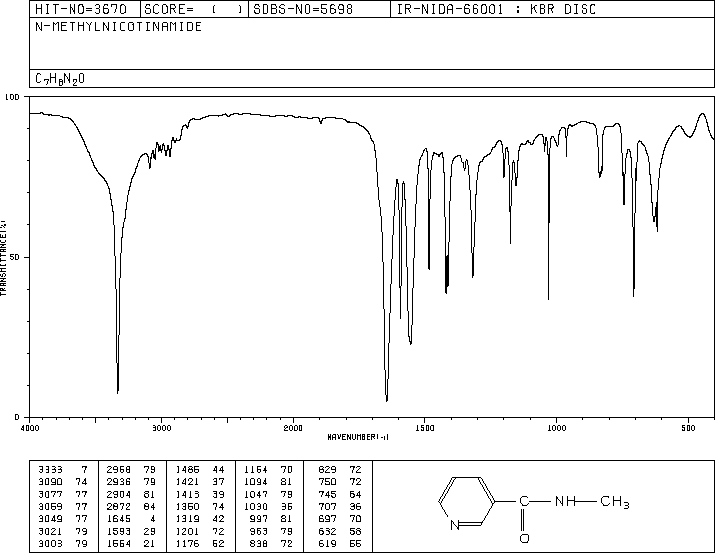 HIT-NO=3670 SCORE= ( ) SDBS-NO=5698 IR-NIDA-66001 : KBR DISC
N-METHYLNICOTINAMIDE
C7H8N2O
100
50
0
TRANSMITTANCE(%)
4000 3000 2000 1500 1000 500
WAVENUMBER(-1)
3333 7 2968 79 1486 44 1164 70 829 72
3090 74 2936 79 1421 37 1094 81 750 72
3077 77 2904 81 1413 39 1047 79 745 64
3059 77 2872 84 1350 74 1030 36 707 36
3049 77 1645 4 1319 42 997 81 697 70
3021 79 1593 29 1201 72 963 79 632 58
3003 79 1554 21 1176 52 838 72 619 55
N C NH CH3
O